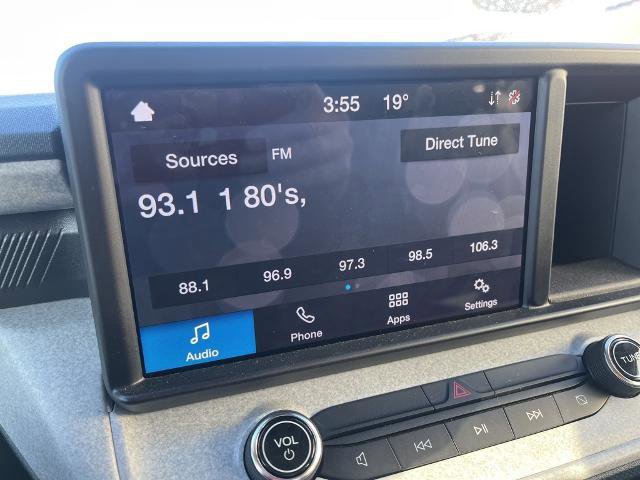 3:55 19°
Sources FM Direct Tune
93.1 1 80's,
88.1 96.9 97.3 98.5 106.3
Audio Phone Apps Settings
VOL
TUNE